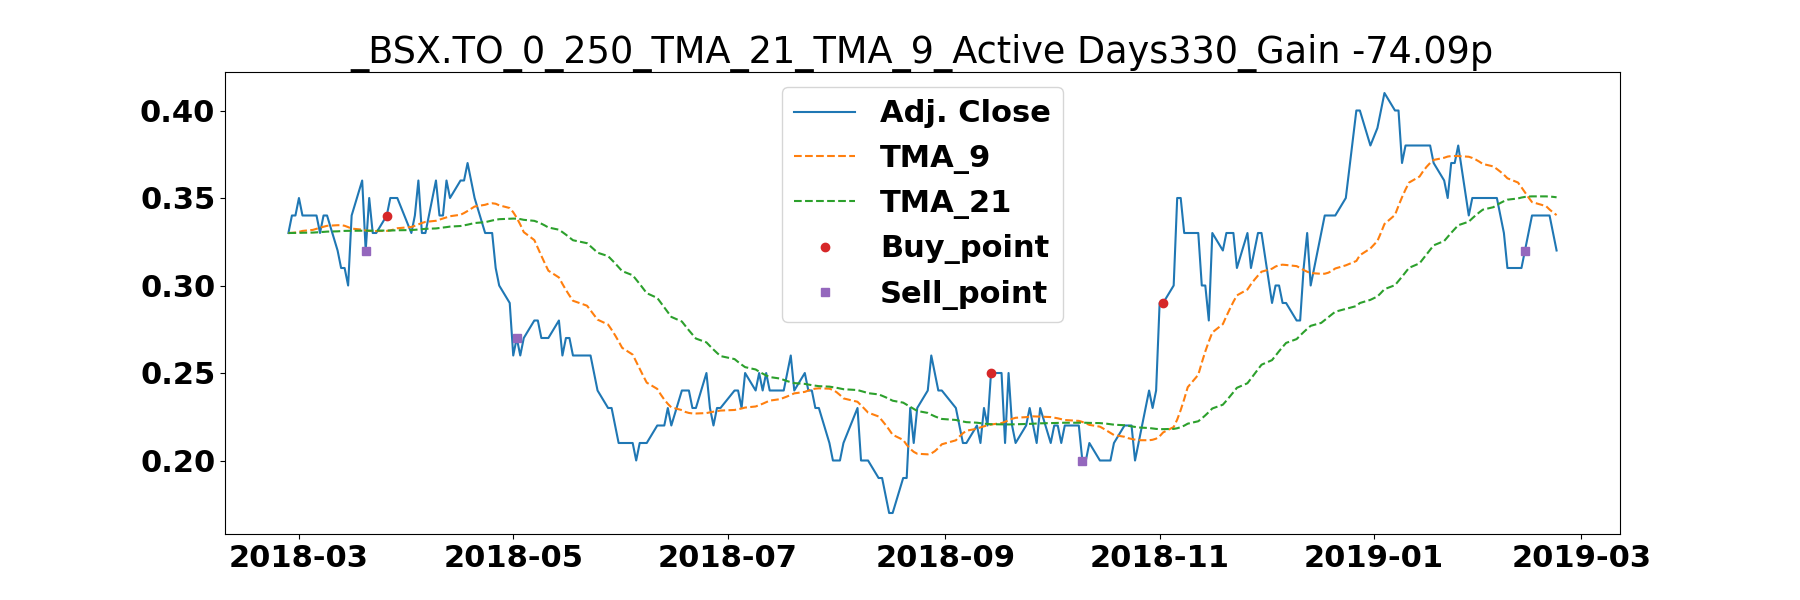 _BSX.TO_0_250_TMA_21_TMA_9_Active Days330_Gain -74.09p
0.40
0.35
0.30
0.25
0.20
Adj. Close
TMA_9
TMA_21
Buy_point
Sell_point
2018-03 2018-05 2018-07 2018-09 2018-11 2019-01 2019-03